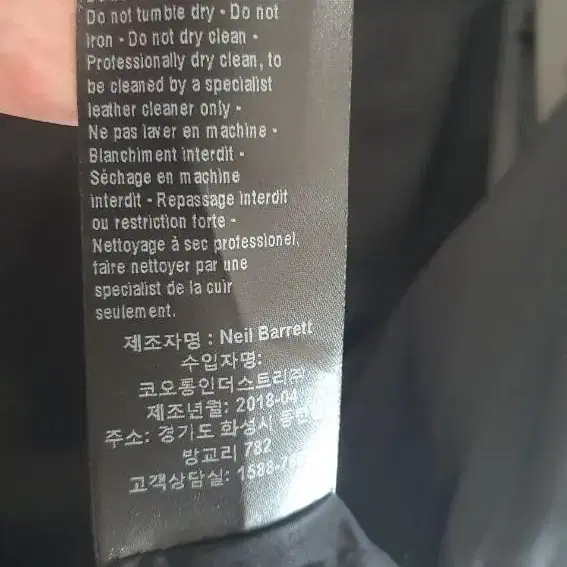 Do not tumble dry - Do not
Iron - Do not dry clean -
Professionally dry clean, to
be cleaned by a specialist
leather cleaner only -
Ne pas laver en machine -
Blanchiment interdit -
Séchage en machine
interdit - Repassage interdit
ou restriction forte -
Nettoyage à sec professionel,
faire nettoyer par une
specialist de la cuir
seulement.
제조자명 : Neil Barrett
수입자명:
코오롱인더스트리㈜
제조년월: 2018-04
주소: 경기도 화성시
방교리 782
고객상담실: 1588-7